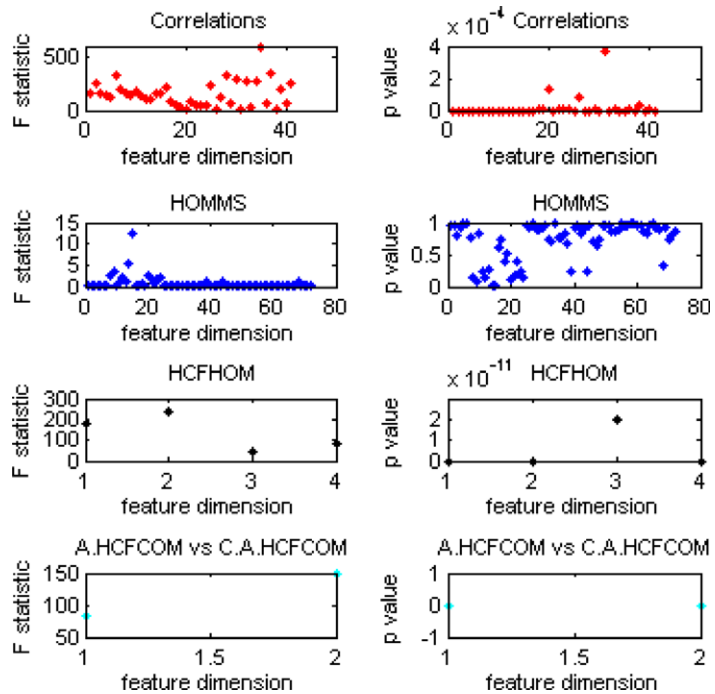 Correlations
F statistic
500
0
0 20 40
feature dimension
× 10⁻⁴ Correlations
p value
4
2
0
0 20 40
feature dimension
HOMMS
F statistic
15
10
5
0
0 20 40 60 80
feature dimension
HOMMS
p value
1
0.5
0
0 20 40 60 80
feature dimension
HCFHOM
F statistic
300
200
100
0
1 2 3 4
feature dimension
× 10⁻¹¹ HCFHOM
p value
2
1
0
1 2 3 4
feature dimension
A.HCFCOM vs C.A.HCFCOM
F statistic
150
100
50
1 1.5 2
feature dimension
A.HCFCOM vs C.A.HCFCOM
p value
1
0
-1
1 1.5 2
feature dimension